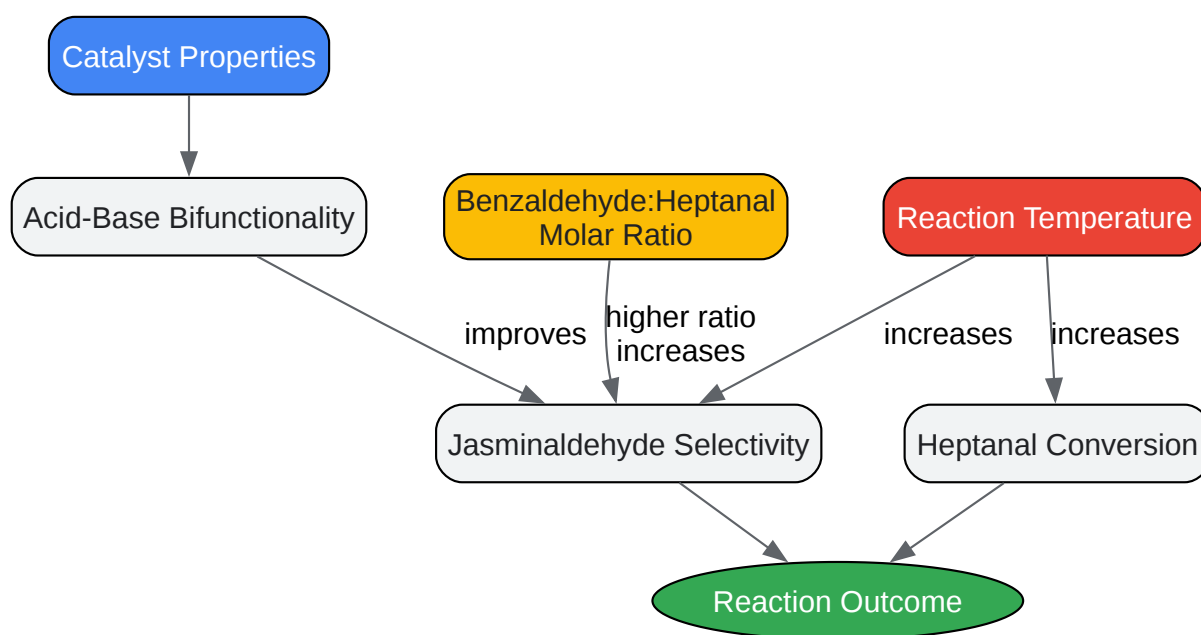 Catalyst Properties
Acid-Base Bifunctionality
Benzaldehyde:Heptanal
Molar Ratio
Reaction Temperature
improves
higher ratio
increases
increases
increases
Jasminaldehyde Selectivity
Heptanal Conversion
Reaction Outcome